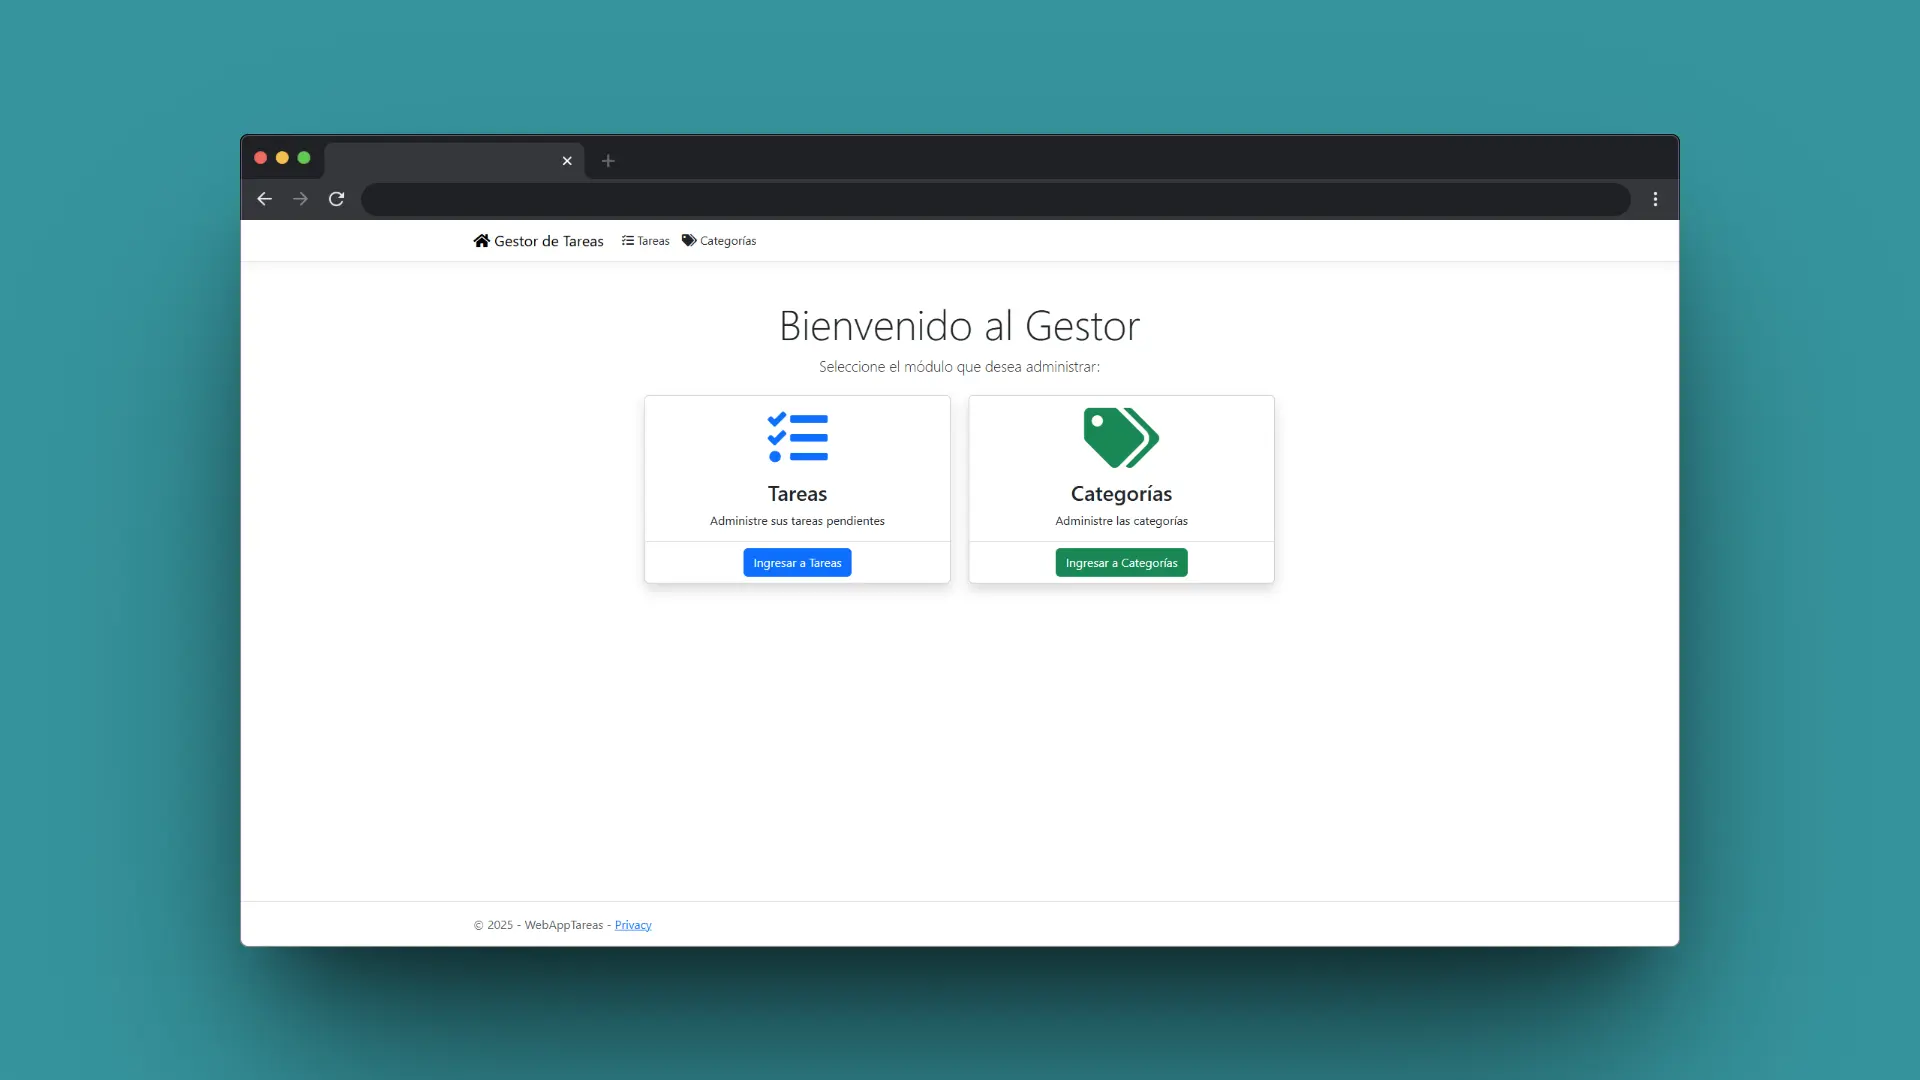 Gestor de Tareas Tareas Categorías
Bienvenido al Gestor
Seleccione el módulo que desea administrar:
Tareas
Administre sus tareas pendientes
Ingresar a Tareas
Categorías
Administre las categorías
Ingresar a Categorías
© 2025 - WebAppTareas - Privacy